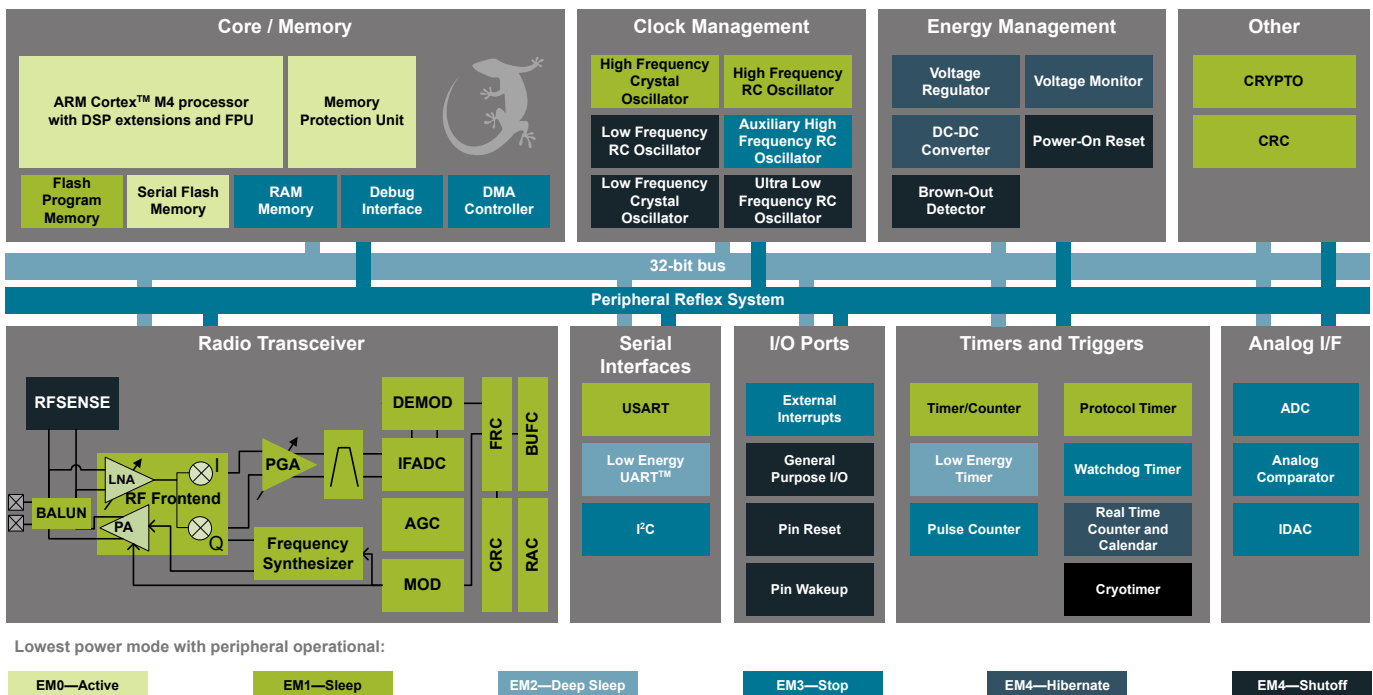 Core / Memory
ARM Cortex™ M4 processor
with DSP extensions and FPU
Memory
Protection Unit
Flash
Program
Memory
Serial Flash
Memory
RAM
Memory
Debug
Interface
DMA
Controller
Clock Management
High Frequency
Crystal
Oscillator
High Frequency
RC Oscillator
Low Frequency
RC Oscillator
Auxiliary High
Frequency RC
Oscillator
Low Frequency
Crystal
Oscillator
Ultra Low
Frequency RC
Oscillator
Energy Management
Voltage
Regulator
Voltage Monitor
DC-DC
Converter
Power-On Reset
Brown-Out
Detector
Other
CRYPTO
CRC
32-bit bus
Peripheral Reflex System
Radio Transceiver
RFSENSE
BALUN
LNA
RF Frontend
PA
I
Q
PGA
Frequency
Synthesizer
DEMOD
IFADC
AGC
MOD
FRC
BUFC
CRC
RAC
Serial
Interfaces
USART
Low Energy
UART™
I²C
I/O Ports
External
Interrupts
General
Purpose I/O
Pin Reset
Pin Wakeup
Timers and Triggers
Timer/Counter
Protocol Timer
Low Energy
Timer
Watchdog Timer
Pulse Counter
Real Time
Counter and
Calendar
Cryotimer
Analog I/F
ADC
Analog
Comparator
IDAC
Lowest power mode with peripheral operational:
EM0—Active
EM1—Sleep
EM2—Deep Sleep
EM3—Stop
EM4—Hibernate
EM4—Shutoff